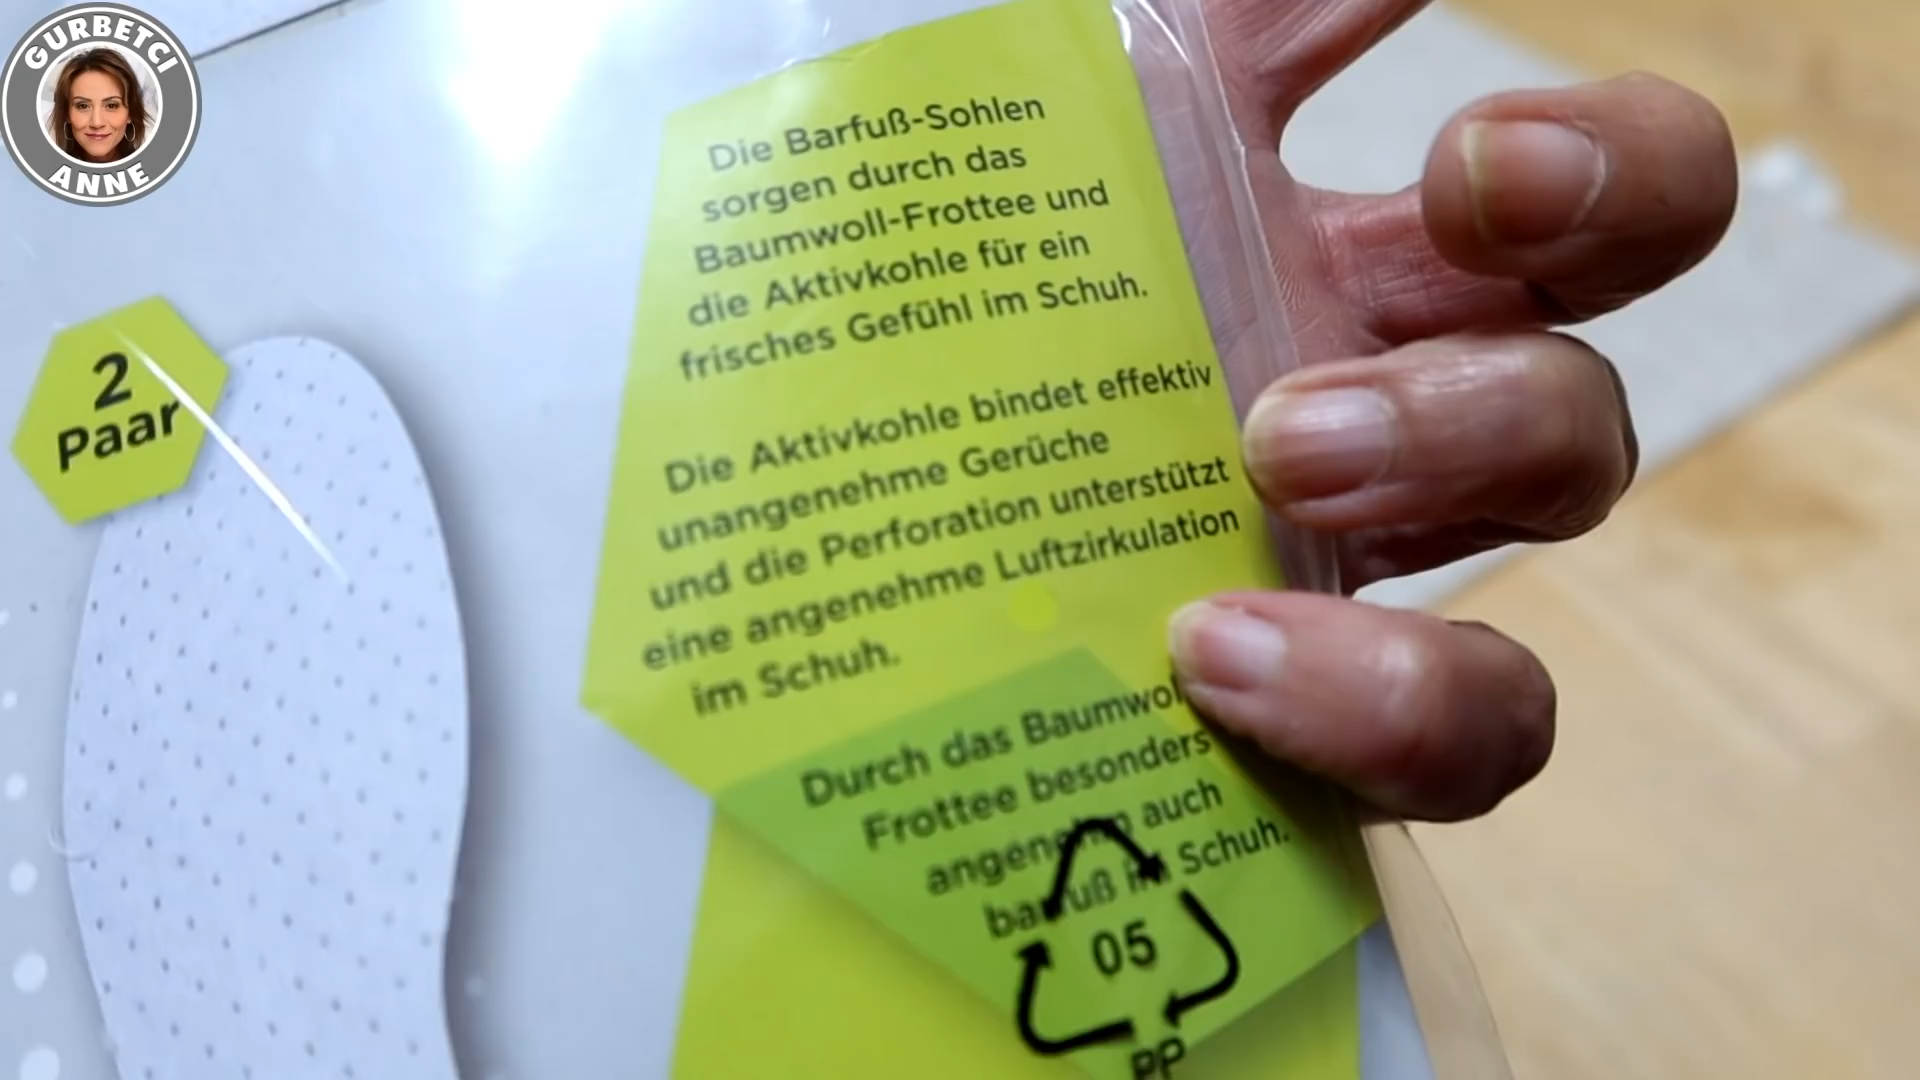 GURBETCI
ANNE
2
Paar
Die Barfuß-Sohlen
sorgen durch das
Baumwoll-Frottee und
die Aktivkohle für ein
frisches Gefühl im Schuh.
Die Aktivkohle bindet effektiv
unangenehme Gerüche
und die Perforation unterstützt
eine angenehme Luftzirkulation
im Schuh.
Durch das
Frottee besonders
angenehm auch
barfuß im Schuh.
05
PP